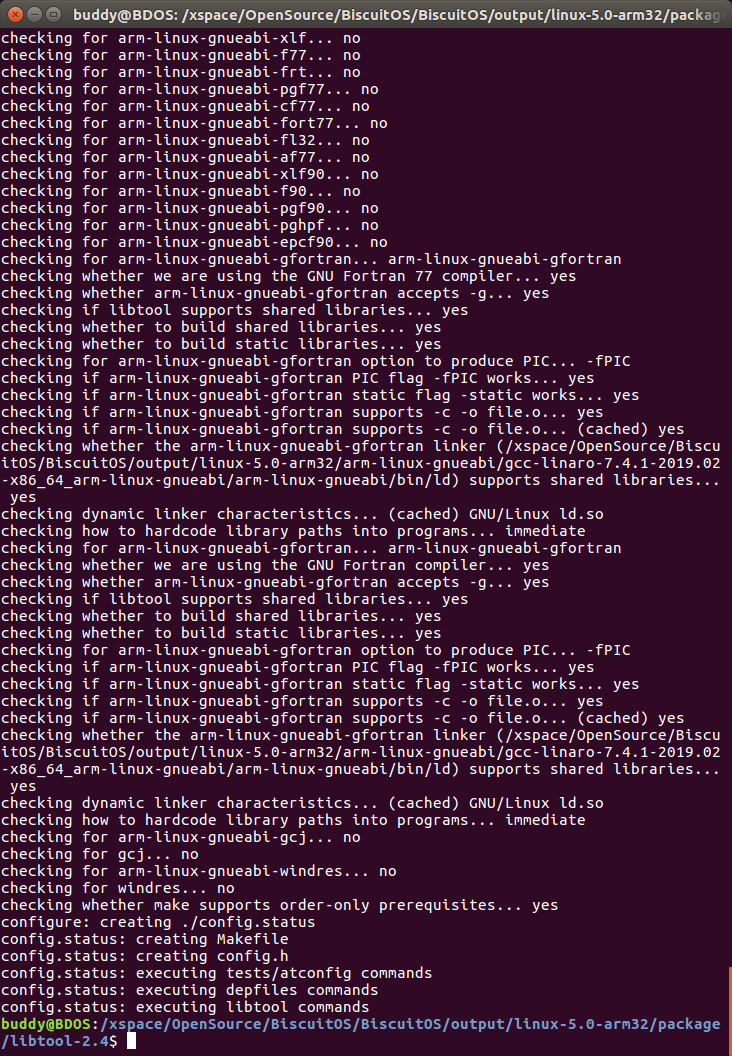 buddy@BDOS: /xspace/OpenSource/BiscuitOS/BiscuitOS/output/linux-5.0-arm32/package
checking for arm-linux-gnueabi-xlf... no
checking for arm-linux-gnueabi-f77... no
checking for arm-linux-gnueabi-frt... no
checking for arm-linux-gnueabi-pgf77... no
checking for arm-linux-gnueabi-cf77... no
checking for arm-linux-gnueabi-fort77... no
checking for arm-linux-gnueabi-fl32... no
checking for arm-linux-gnueabi-af77... no
checking for arm-linux-gnueabi-xlf90... no
checking for arm-linux-gnueabi-f90... no
checking for arm-linux-gnueabi-pgf90... no
checking for arm-linux-gnueabi-pghpf... no
checking for arm-linux-gnueabi-epcf90... no
checking for arm-linux-gnueabi-gfortran... arm-linux-gnueabi-gfortran
checking whether we are using the GNU Fortran 77 compiler... yes
checking whether arm-linux-gnueabi-gfortran accepts -g... yes
checking if libtool supports shared libraries... yes
checking whether to build shared libraries... yes
checking whether to build static libraries... yes
checking for arm-linux-gnueabi-gfortran option to produce PIC... -fPIC
checking if arm-linux-gnueabi-gfortran PIC flag -fPIC works... yes
checking if arm-linux-gnueabi-gfortran static flag -static works... yes
checking if arm-linux-gnueabi-gfortran supports -c -o file.o... yes
checking if arm-linux-gnueabi-gfortran supports -c -o file.o... (cached) yes
checking whether the arm-linux-gnueabi-gfortran linker (/xspace/OpenSource/Biscu
itOS/BiscuitOS/output/linux-5.0-arm32/arm-linux-gnueabi/gcc-linaro-7.4.1-2019.02
-x86_64_arm-linux-gnueabi/arm-linux-gnueabi/bin/ld) supports shared libraries...
yes
checking dynamic linker characteristics... (cached) GNU/Linux ld.so
checking how to hardcode library paths into programs... immediate
checking for arm-linux-gnueabi-gfortran... arm-linux-gnueabi-gfortran
checking whether we are using the GNU Fortran compiler... yes
checking whether arm-linux-gnueabi-gfortran accepts -g... yes
checking if libtool supports shared libraries... yes
checking whether to build shared libraries... yes
checking whether to build static libraries... yes
checking for arm-linux-gnueabi-gfortran option to produce PIC... -fPIC
checking if arm-linux-gnueabi-gfortran PIC flag -fPIC works... yes
checking if arm-linux-gnueabi-gfortran static flag -static works... yes
checking if arm-linux-gnueabi-gfortran supports -c -o file.o... yes
checking if arm-linux-gnueabi-gfortran supports -c -o file.o... (cached) yes
checking whether the arm-linux-gnueabi-gfortran linker (/xspace/OpenSource/Biscu
itOS/BiscuitOS/output/linux-5.0-arm32/arm-linux-gnueabi/gcc-linaro-7.4.1-2019.02
-x86_64_arm-linux-gnueabi/arm-linux-gnueabi/bin/ld) supports shared libraries...
yes
checking dynamic linker characteristics... (cached) GNU/Linux ld.so
checking how to hardcode library paths into programs... immediate
checking for arm-linux-gnueabi-gcj... no
checking for gcj... no
checking for arm-linux-gnueabi-windres... no
checking for windres... no
checking whether make supports order-only prerequisites... yes
configure: creating ./config.status
config.status: creating Makefile
config.status: creating config.h
config.status: executing tests/atconfig commands
config.status: executing depfiles commands
config.status: executing libtool commands
buddy@BDOS:/xspace/OpenSource/BiscuitOS/BiscuitOS/output/linux-5.0-arm32/package
/libtool-2.4$